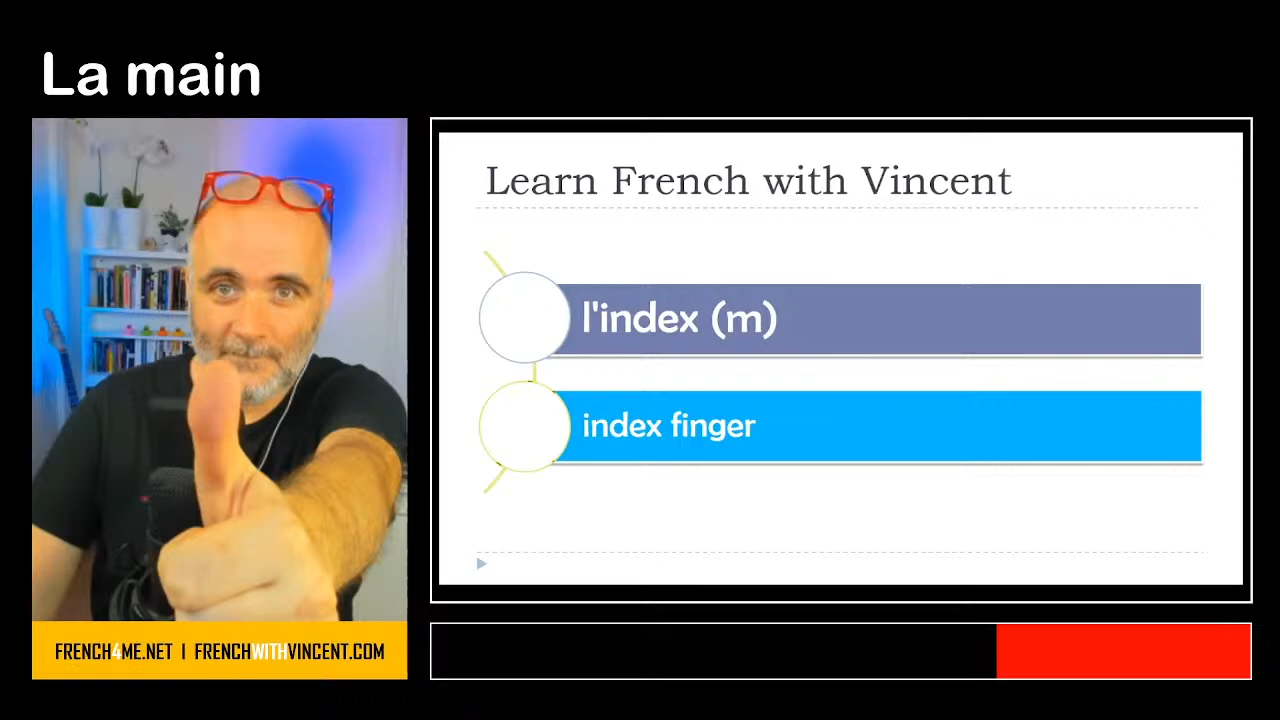 La main
Learn French with Vincent
l'index (m)
index finger
FRENCH4ME.NET | FRENCHWITHVINCENT.COM